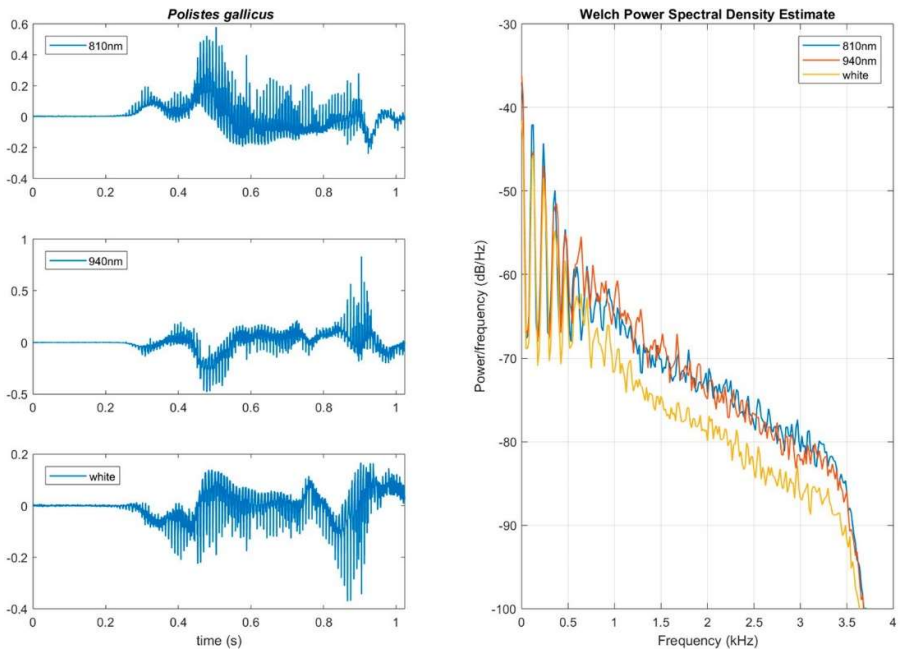 Polistes gallicus
0.6
0.4
0.2
0
-0.2
-0.4
810nm
0 0.2 0.4 0.6 0.8 1
1
0.5
0
-0.5
940nm
0 0.2 0.4 0.6 0.8 1
0.2
0
-0.2
-0.4
white
0 0.2 0.4 0.6 0.8 1
time (s)
Welch Power Spectral Density Estimate
810nm
940nm
white
Power/frequency (dB/Hz)
-30
-40
-50
-60
-70
-80
-90
-100
0 0.5 1 1.5 2 2.5 3 3.5 4
Frequency (kHz)